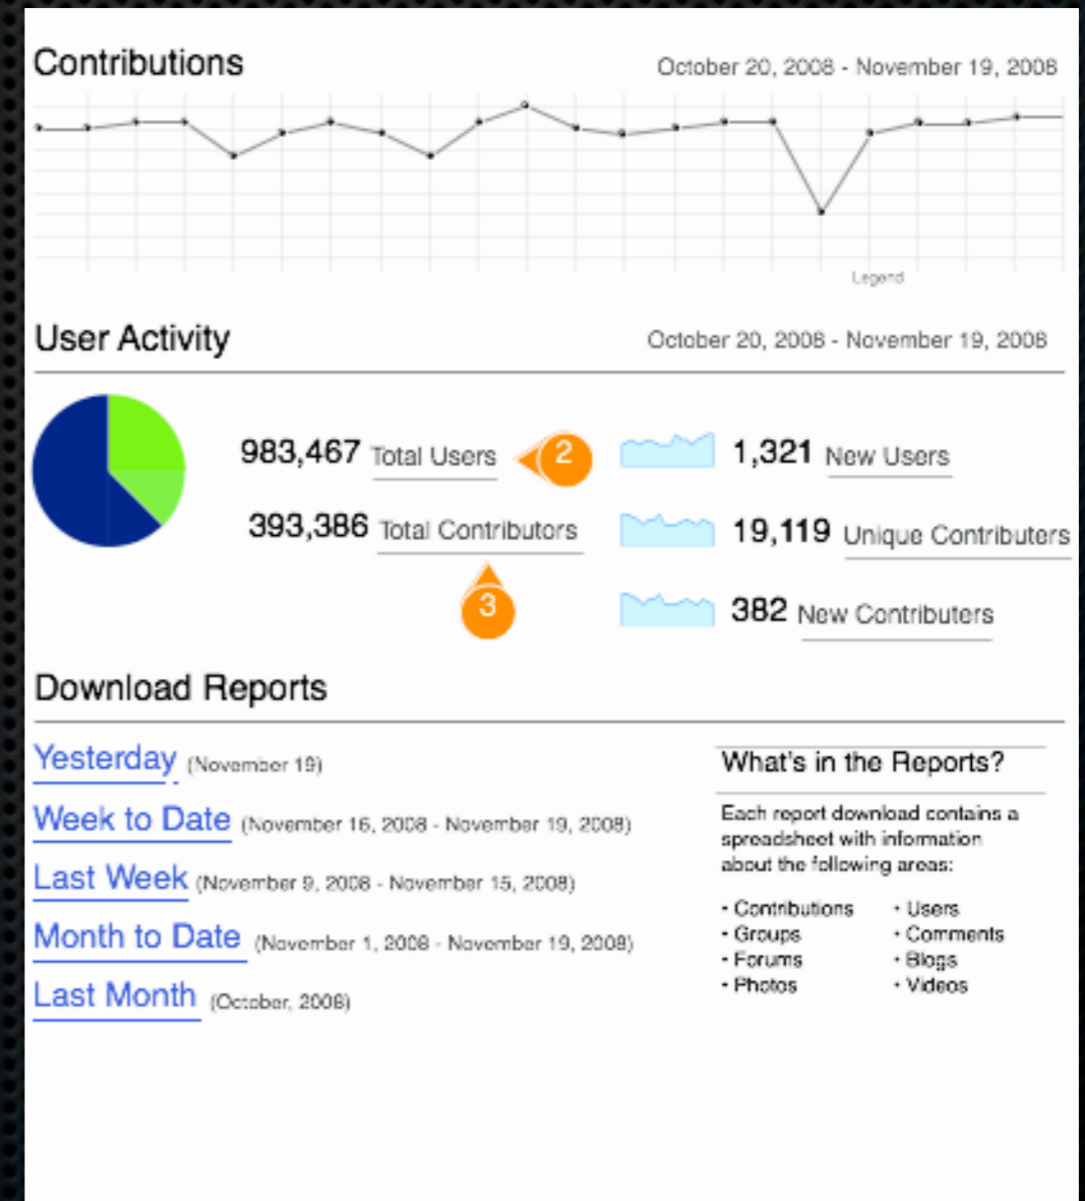 Contributions
October 20, 2008 - November 19, 2008
Legend
User Activity
October 20, 2008 - November 19, 2008
983,467 Total Users
2
1,321 New Users
393,386 Total Contributors
19,119 Unique Contributers
3
382 New Contributers
Download Reports
Yesterday (November 19)
Week to Date (November 16, 2008 - November 19, 2008)
Last Week (November 9, 2008 - November 15, 2008)
Month to Date (November 1, 2008 - November 19, 2008)
Last Month (October, 2008)
What's in the Reports?
Each report download contains a
spreadsheet with information
about the following areas:
• Contributions
• Groups
• Forums
• Photos
• Users
• Comments
• Blogs
• Videos